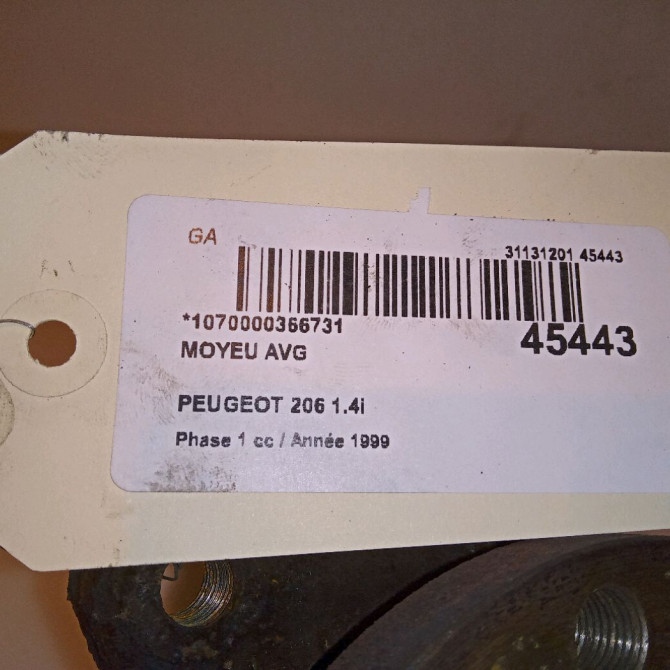 GA
31131201 45443
*1070000366731
45443
MOYEU AVG
PEUGEOT 206 1.4i
Phase 1 cc / Année 1999